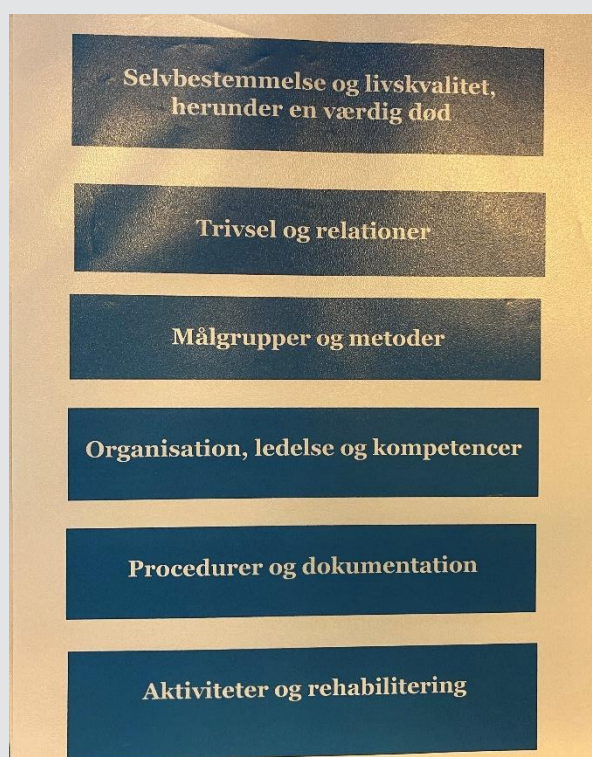 Selvbestemmelse og livskvalitet,
herunder en værdig død
Trivsel og relationer
Målgrupper og metoder
Organisation, ledelse og kompetencer
Procedurer og dokumentation
Aktiviteter og rehabilitering